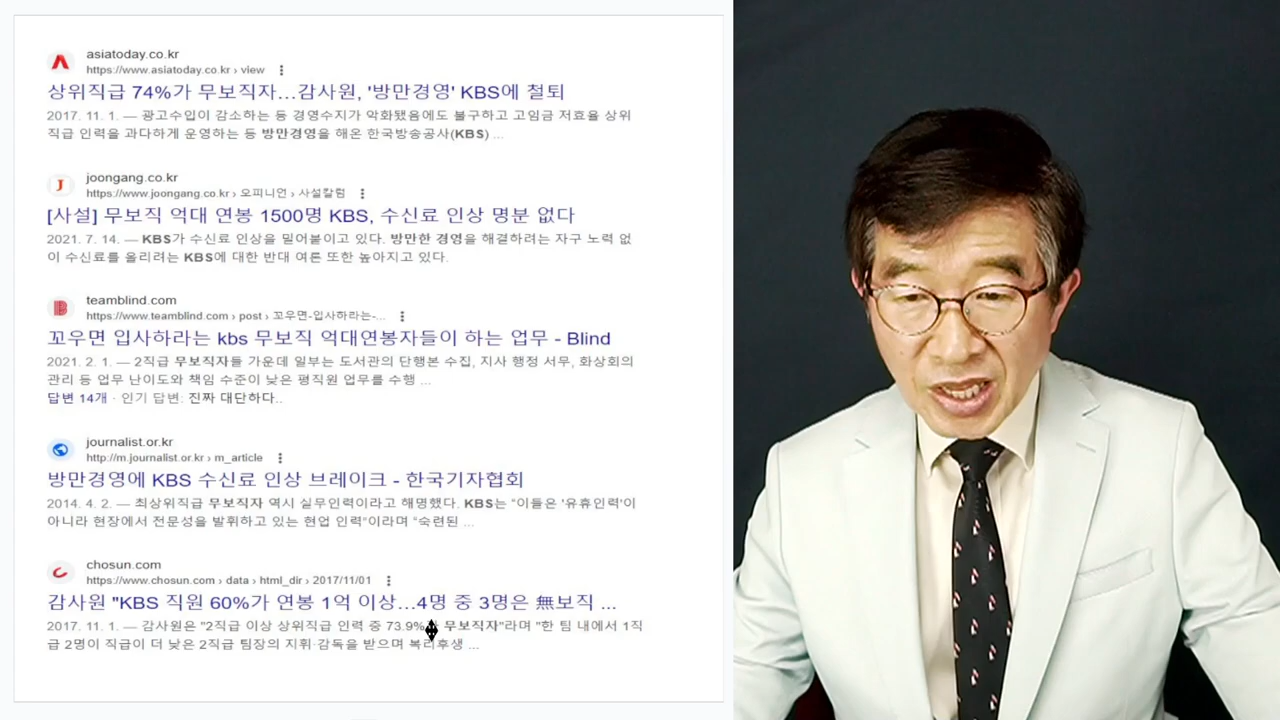 asiatoday.co.kr
https://www.asiatoday.co.kr › view
상위직급 74%가 무보직자...감사원, '방만경영' KBS에 철퇴
2017. 11. 1. — 광고수입이 감소하는 등 경영수지가 악화됐음에도 불구하고 고임금 저효율 상위
직급 인력을 과다하게 운영하는 등 방만경영을 해온 한국방송공사(KBS) ...
joongang.co.kr
https://www.joongang.co.kr › 오피니언 › 사설칼럼
[사설] 무보직 억대 연봉 1500명 KBS, 수신료 인상 명분 없다
2021. 7. 14. — KBS가 수신료 인상을 밀어붙이고 있다. 방만한 경영을 해결하려는 자구 노력 없
이 수신료를 올리려는 KBS에 대한 반대 여론 또한 높아지고 있다.
teamblind.com
https://www.teamblind.com › post › 꼬우면-입사하라는-...
꼬우면 입사하라는 kbs 무보직 억대연봉자들이 하는 업무 - Blind
2021. 2. 1. — 2직급 무보직자들 가운데 일부는 도서관의 단행본 수집, 지사 행정 서무, 화상회의
관리 등 업무 난이도와 책임 수준이 낮은 평직원 업무를 수행 ...
답변 14개 · 인기 답변: 진짜 대단하다..
journalist.or.kr
http://m.journalist.or.kr › m_article
방만경영에 KBS 수신료 인상 브레이크 - 한국기자협회
2014. 4. 2. — 최상위직급 무보직자 역시 실무인력이라고 해명했다. KBS는 "이들은 '유휴인력'이
아니라 현장에서 전문성을 발휘하고 있는 현업 인력"이라며 "숙련된 ...
chosun.com
https://www.chosun.com › data › html_dir › 2017/11/01
감사원 "KBS 직원 60%가 연봉 1억 이상...4명 중 3명은 無보직 ...
2017. 11. 1. — 감사원은 "2직급 이상 상위직급 인력 중 73.9% 무보직자"라며 "한 팀 내에서 1직
급 2명이 직급이 더 낮은 2직급 팀장의 지휘·감독을 받으며 복리후생 ...